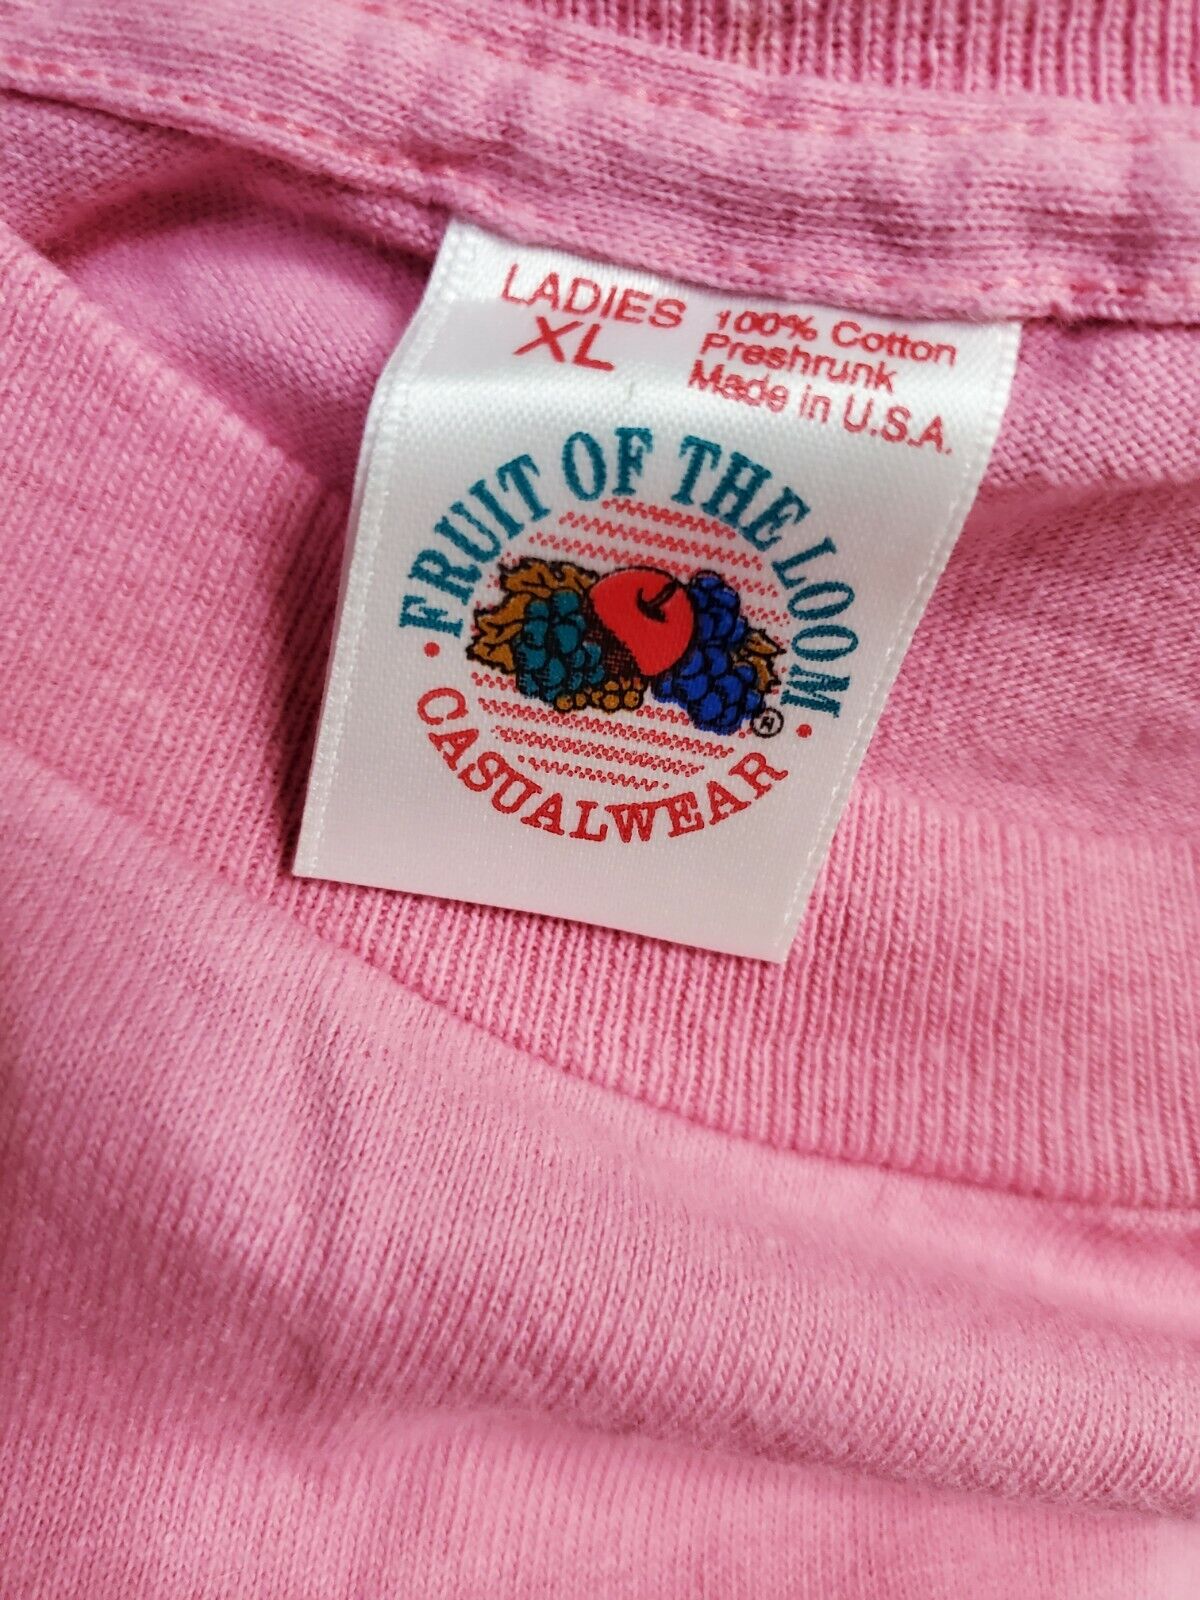 LADIES
XL
100% Cotton
Preshrunk
Made in U.S.A.
FRUIT OF THE LOOM
®
CASUALWEAR